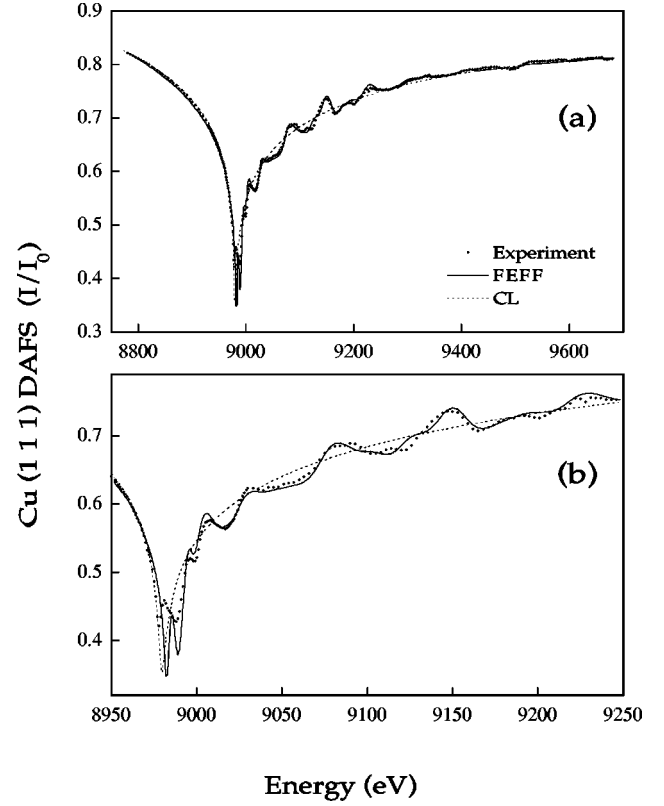 0.9
0.8
0.7
0.6
0.5
0.4
0.3
(a)
Experiment
FEFF
CL
8800 9000 9200 9400 9600
Cu (1 1 1) DAFS (I/I₀)
0.7
0.6
0.5
0.4
(b)
8950 9000 9050 9100 9150 9200 9250
Energy (eV)